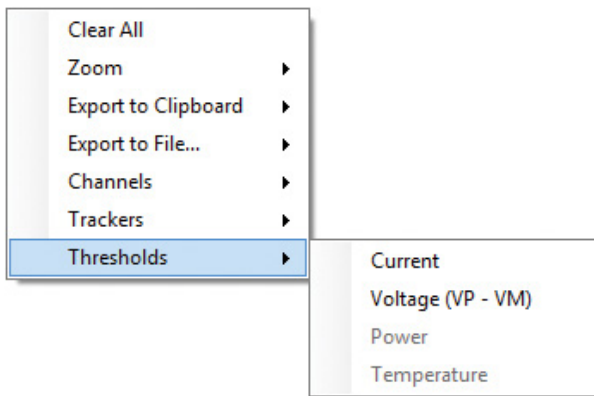 Clear All
Zoom
Export to Clipboard
Export to File...
Channels
Trackers
Thresholds
Current
Voltage (VP - VM)
Power
Temperature